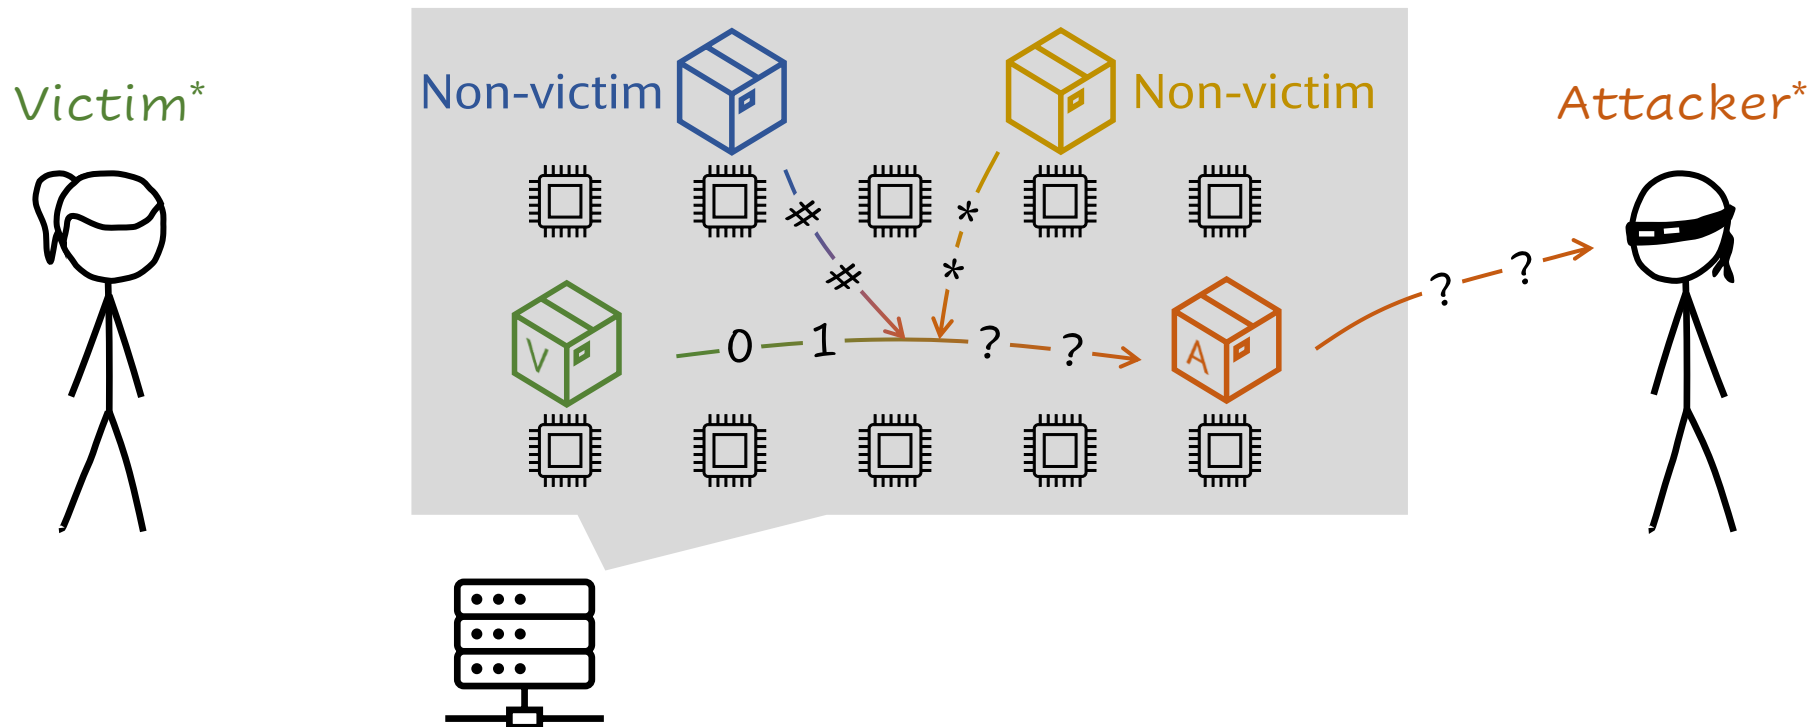 Victim*
Non-victim
Non-victim
Attacker*
#
*
#
*
? ?
V
0 1 ? ?
A